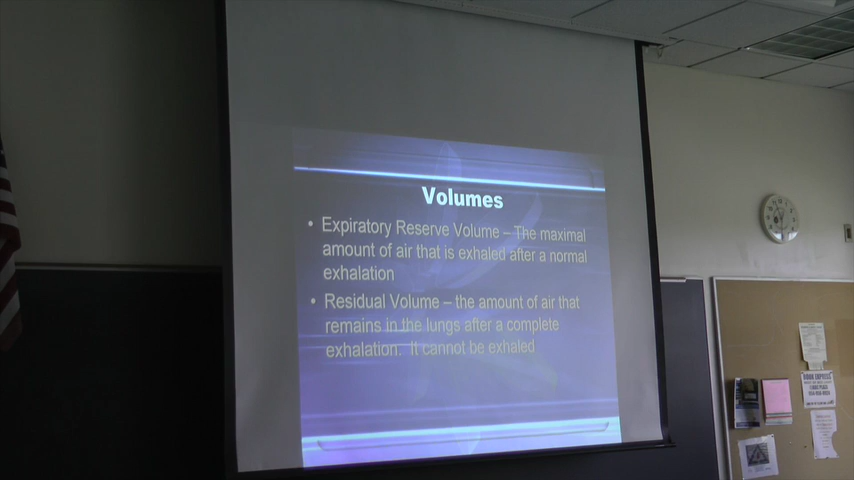 Volumes
• Expiratory Reserve Volume – The maximal
amount of air that is exhaled after a normal
exhalation
• Residual Volume – the amount of air that
remains in the lungs after a complete
exhalation.  It cannot be exhaled